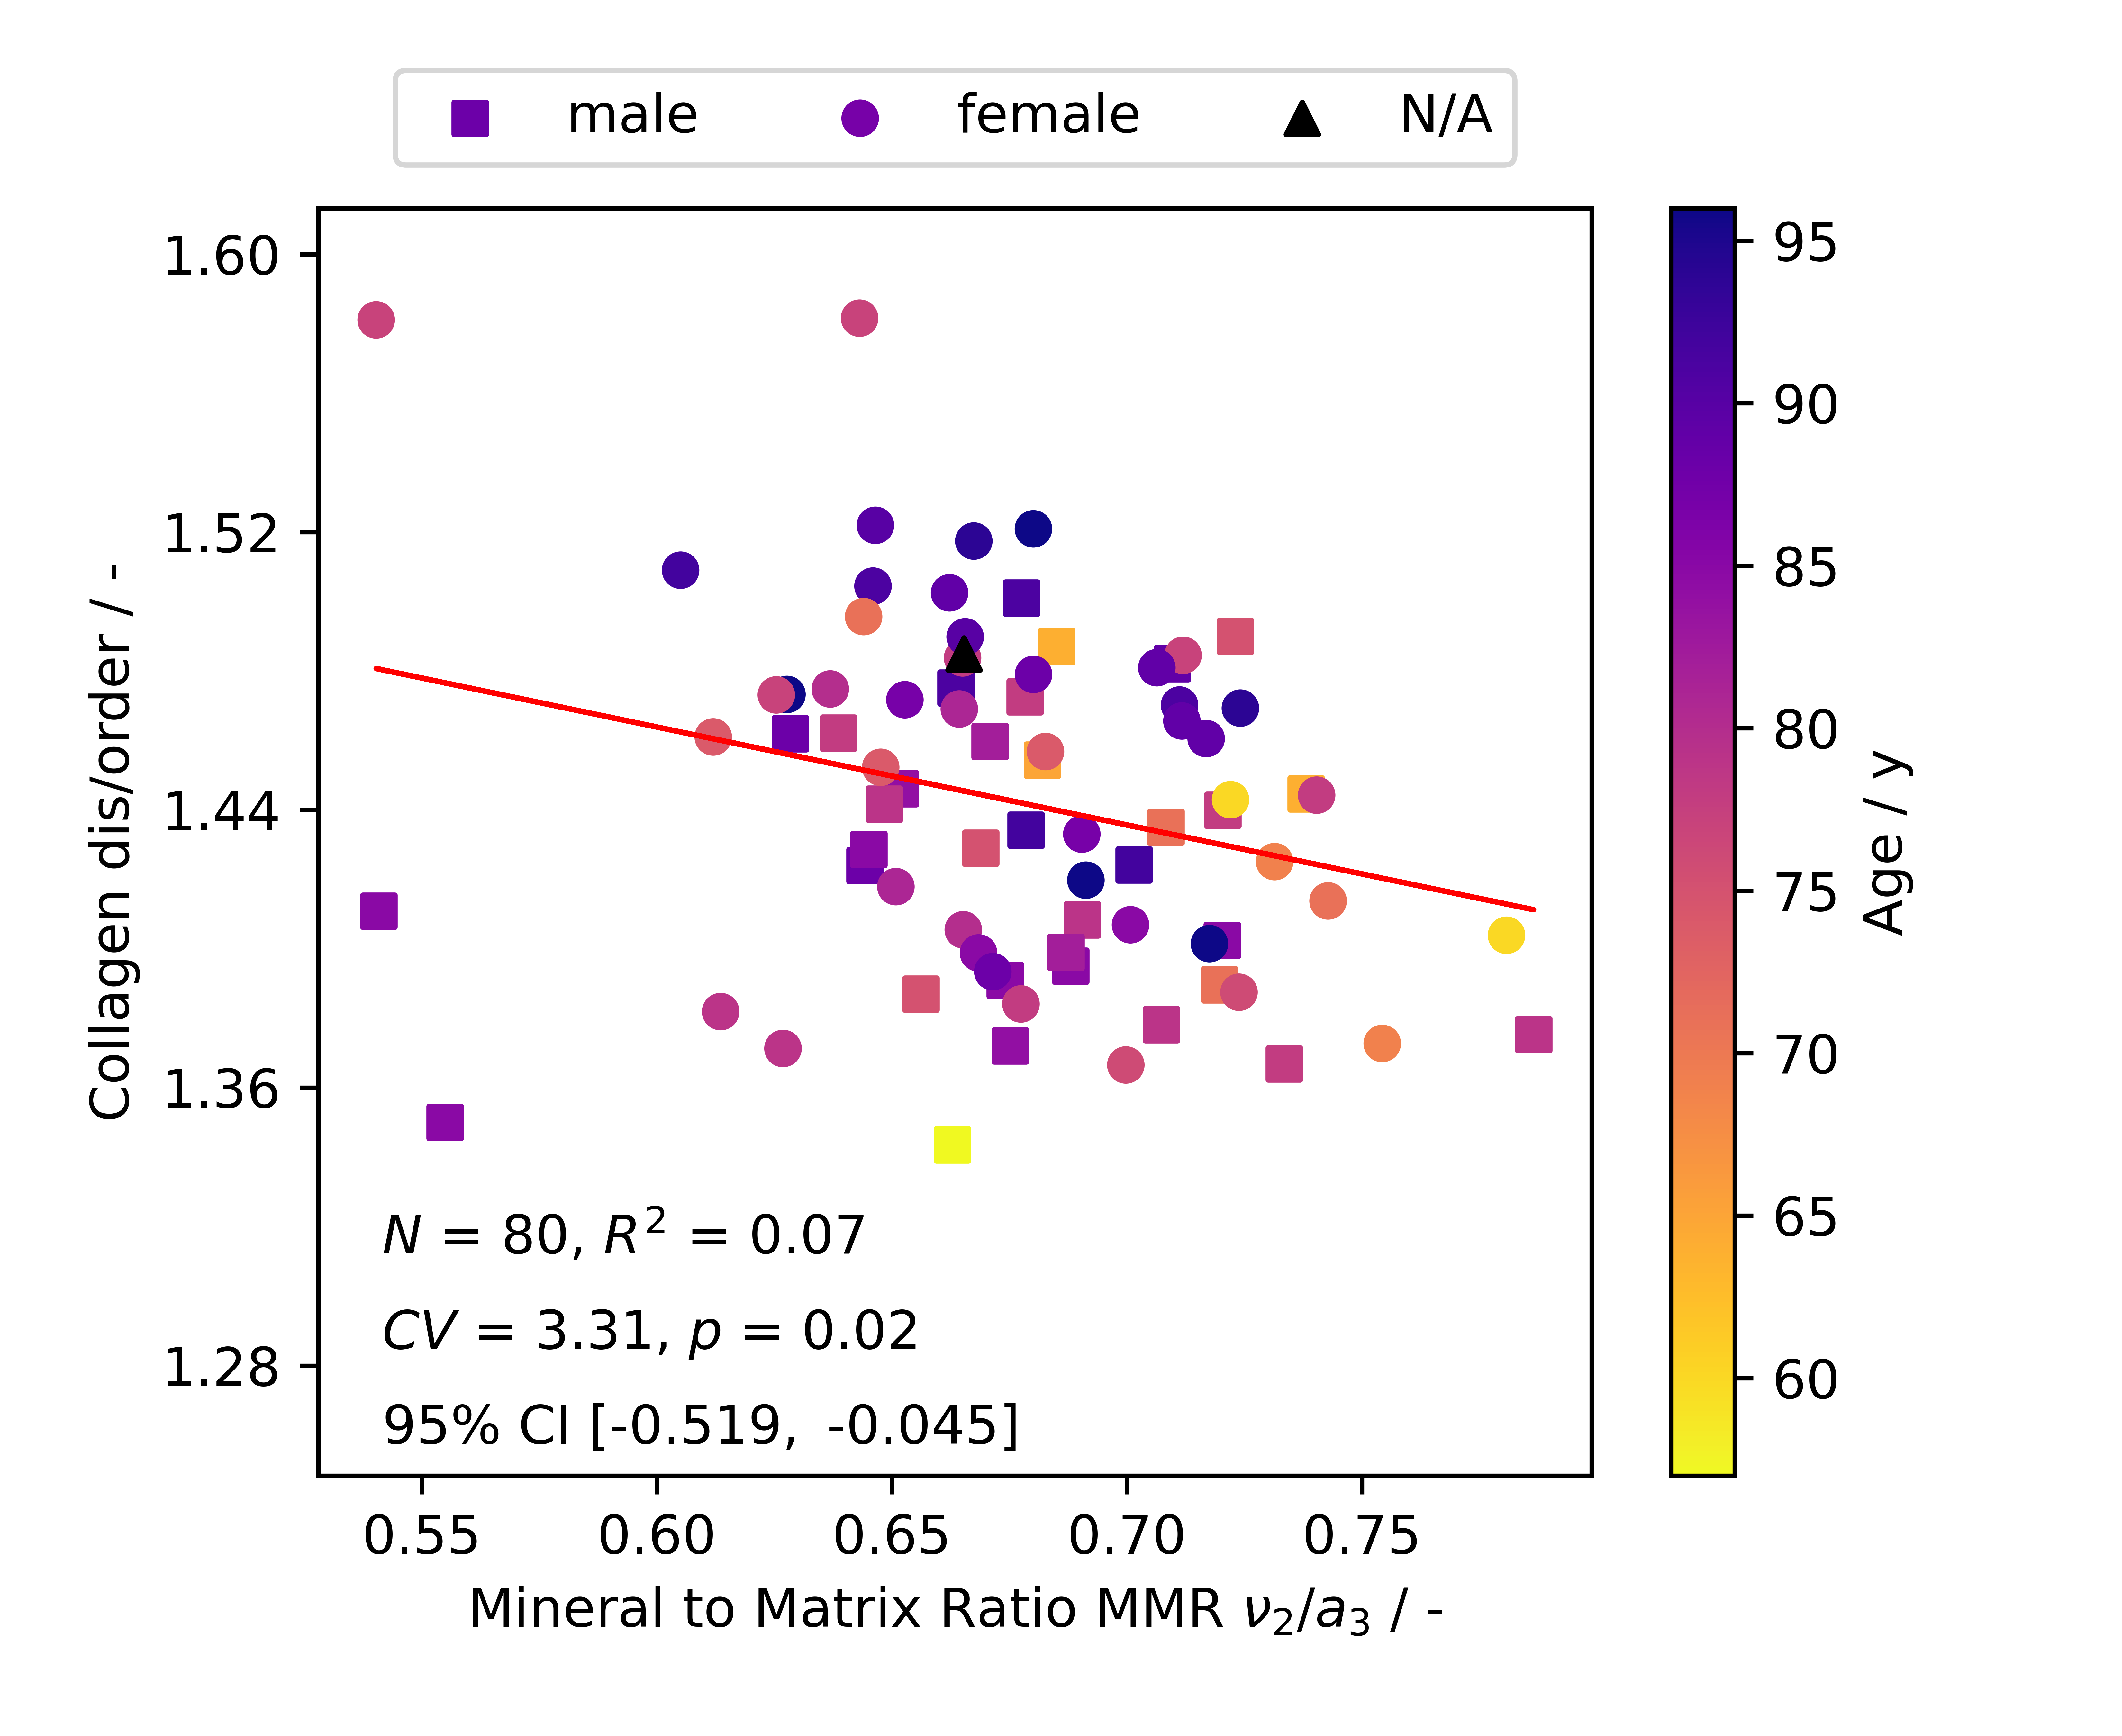 male female N/A
1.60
1.52
1.44
1.36
1.28
Collagen dis/order / -
N = 80, R² = 0.07
CV = 3.31, p = 0.02
95% CI [-0.519, -0.045]
0.55 0.60 0.65 0.70 0.75
Mineral to Matrix Ratio MMR ν₂/a₃ / -
95
90
85
80
75
70
65
60
Age / y